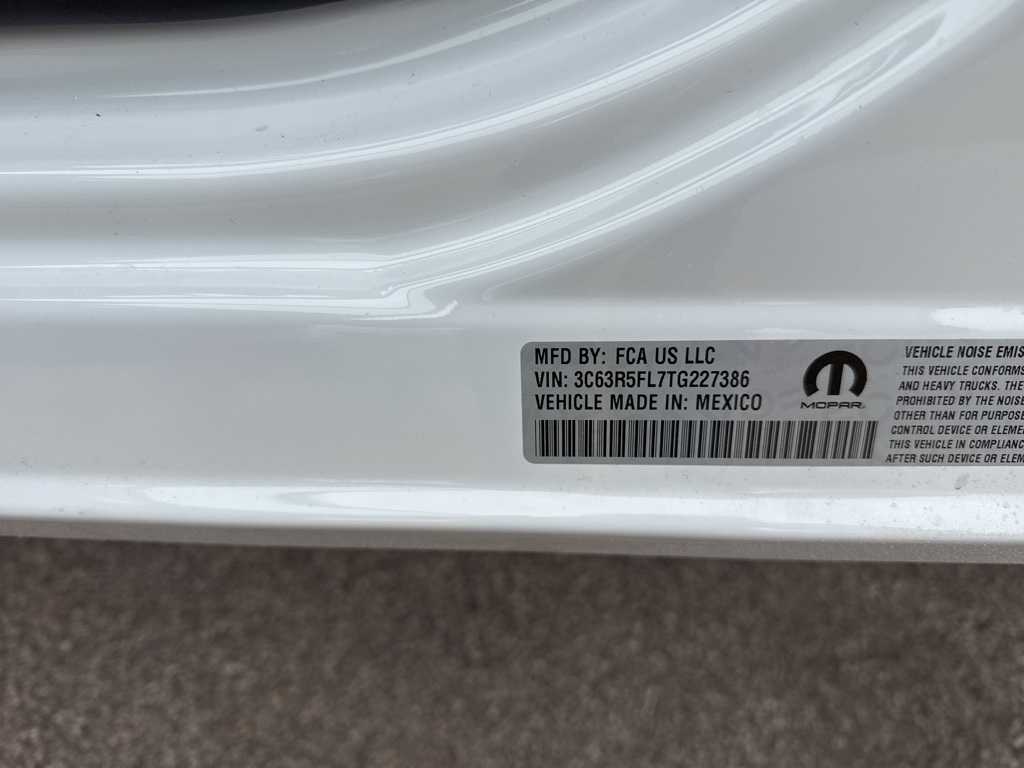 MFD BY: FCA US LLC
VIN: 3C63R5FL7TG227386
VEHICLE MADE IN: MEXICO
MOPAR
VEHICLE NOISE EMIS
THIS VEHICLE CONFORMS
AND HEAVY TRUCKS. THE
PROHIBITED BY THE NOISE
OTHER THAN FOR PURPOSE
CONTROL DEVICE OR ELEME
THIS VEHICLE IN COMPLIANC
AFTER SUCH DEVICE OR ELEM